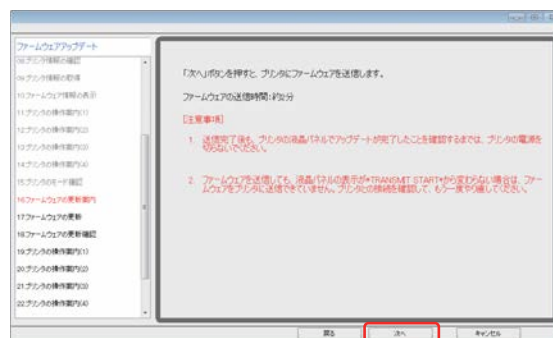 ファームウェアアップデート
08.プリンタ情報の確認
09.プリンタ情報の取得
10.ファームウェア情報の表示
11.プリンタの操作案内(1)
12.プリンタの操作案内(2)
13.プリンタの操作案内(3)
14.プリンタの操作案内(4)
15.プリンタのモード確認
16.ファームウェアの更新案内
17.ファームウェアの更新
18.ファームウェアの更新確認
19.プリンタの操作案内(1)
20.プリンタの操作案内(2)
21.プリンタの操作案内(3)
22.プリンタの操作案内(4)
「次へ」ボタンを押すと、プリンタにファームウェアを送信します。
ファームウェアの送信時間:約2分
[注意事項]
1. 送信完了後も、プリンタの液晶パネルでアップデートが完了したことを確認するまでは、プリンタの電源を
切らないでください。
2. ファームウェアを送信しても、液晶パネルの表示が*TRANSMIT START*から変わらない場合は、ファー
ムウェアをプリンタに送信できていません。プリンタとの接続を確認して、もう一度やり直してください。
戻る
次へ
キャンセル